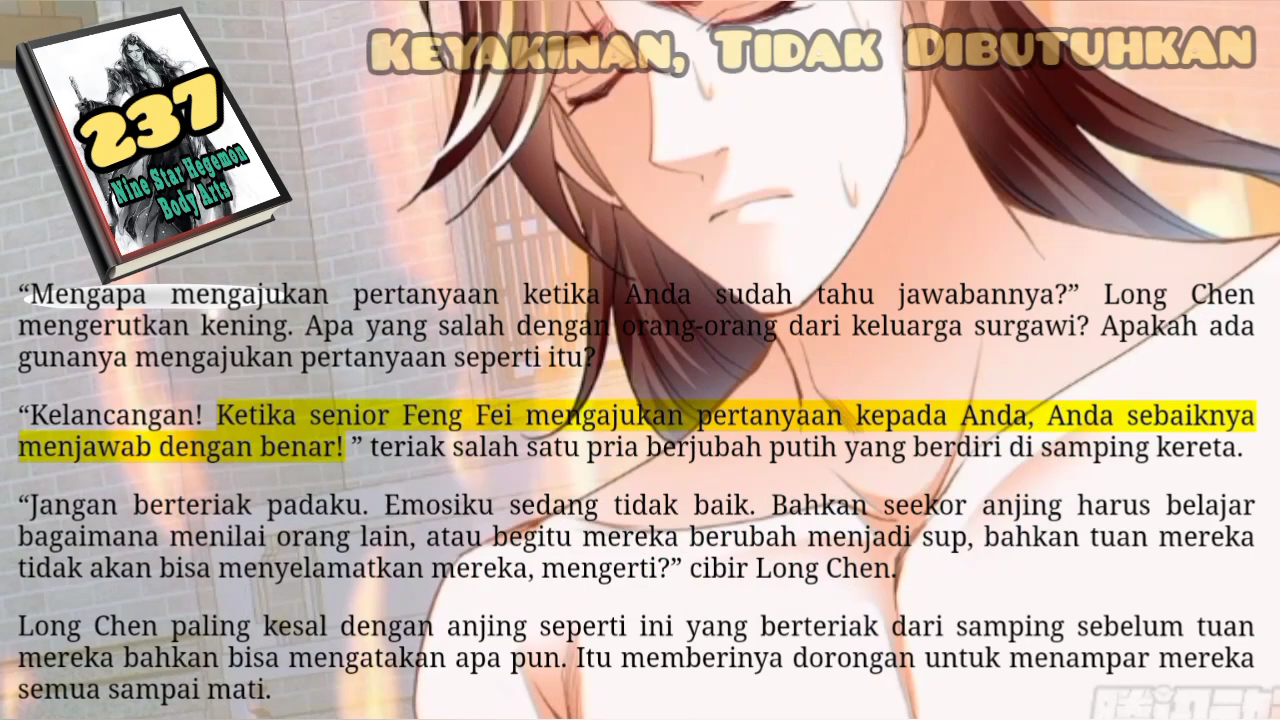 KEYAKINAN, TIDAK DIBUTUHKAN
237
Nine Star Hegemon
Body Arts
“Mengapa mengajukan pertanyaan ketika Anda sudah tahu jawabannya?” Long Chen
mengerutkan kening. Apa yang salah dengan orang-orang dari keluarga surgawi? Apakah ada
gunanya mengajukan pertanyaan seperti itu?
“Kelancangan! Ketika senior Feng Fei mengajukan pertanyaan kepada Anda, Anda sebaiknya
menjawab dengan benar! ” teriak salah satu pria berjubah putih yang berdiri di samping kereta.
“Jangan berteriak padaku. Emosiku sedang tidak baik. Bahkan seekor anjing harus belajar
bagaimana menilai orang lain, atau begitu mereka berubah menjadi sup, bahkan tuan mereka
tidak akan bisa menyelamatkan mereka, mengerti?” cibir Long Chen.
Long Chen paling kesal dengan anjing seperti ini yang berteriak dari samping sebelum tuan
mereka bahkan bisa mengatakan apa pun. Itu memberinya dorongan untuk menampar mereka
semua sampai mati.